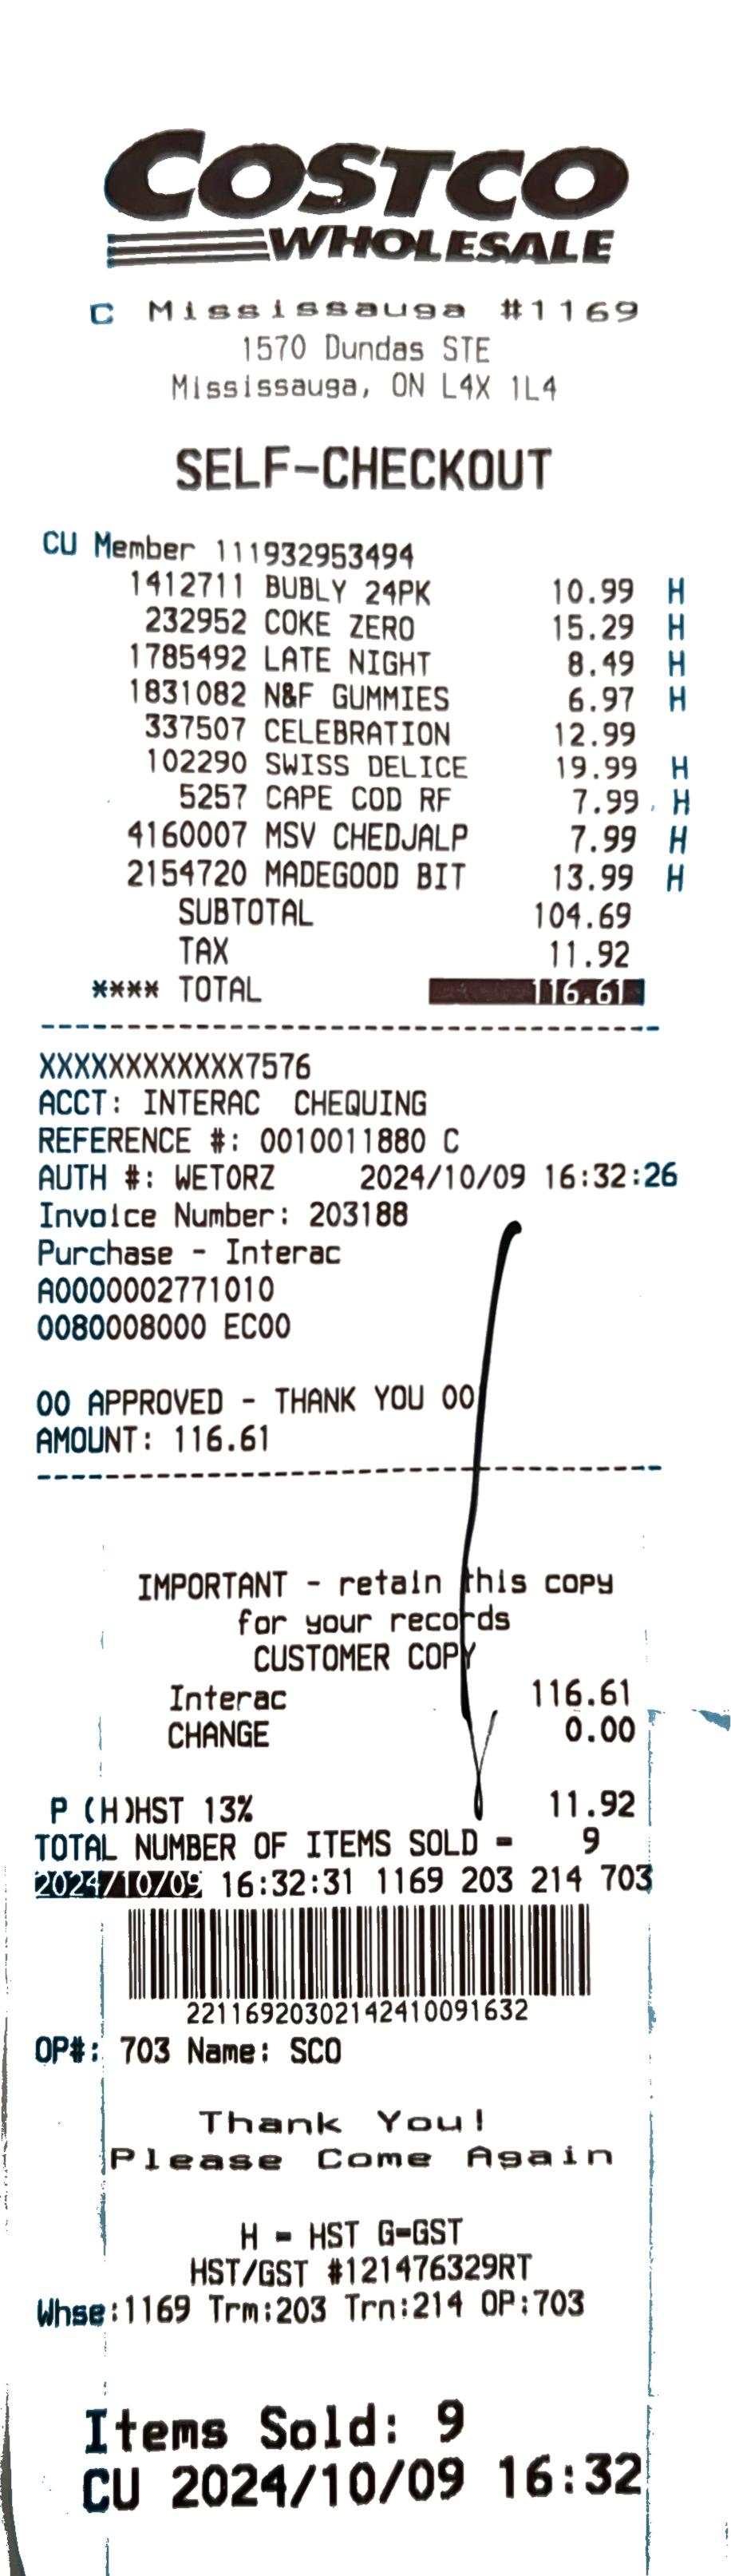 COSTCO
WHOLESALE
C Mississauga #1169
1570 Dundas STE
Mississauga, ON L4X 1L4
SELF-CHECKOUT
CU Member 111932953494
1412711 BUBLY 24PK 10.99 H
232952 COKE ZERO 15.29 H
1785492 LATE NIGHT 8.49 H
1831082 N&F GUMMIES 6.97 H
337507 CELEBRATION 12.99
102290 SWISS DELICE 19.99 H
5257 CAPE COD RF 7.99 H
4160007 MSV CHEDJALP 7.99 H
2154720 MADEGOOD BIT 13.99 H
SUBTOTAL 104.69
TAX 11.92
**** TOTAL 116.61
XXXXXXXXXXXX7576
ACCT: INTERAC CHEQUING
REFERENCE #: 0010011880 C
AUTH #: WETORZ 2024/10/09 16:32:26
Invoice Number: 203188
Purchase - Interac
A0000002771010
0080008000 EC00
00 APPROVED - THANK YOU 00
AMOUNT: 116.61
IMPORTANT - retain this copy
for your records
CUSTOMER COPY
Interac 116.61
CHANGE 0.00
P (H)HST 13% 11.92
TOTAL NUMBER OF ITEMS SOLD = 9
2024/10/09 16:32:31 1169 203 214 703
22116920302142410091632
OP#: 703 Name: SCO
Thank You!
Please Come Again
H = HST G=GST
HST/GST #121476329RT
Whse:1169 Trm:203 Trn:214 OP:703
Items Sold: 9
CU 2024/10/09 16:32